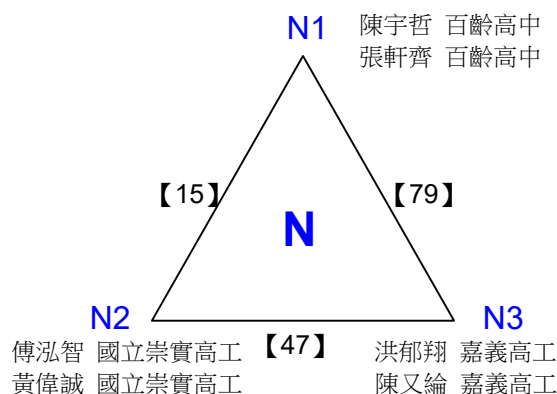 N1
陳宇哲 百齡高中
張軒齊 百齡高中
【15】
【79】
N
N2
N3
傅泓智 國立崇實高工
【47】
洪郁翔 嘉義高工
黃偉誠 國立崇實高工
陳又綸 嘉義高工